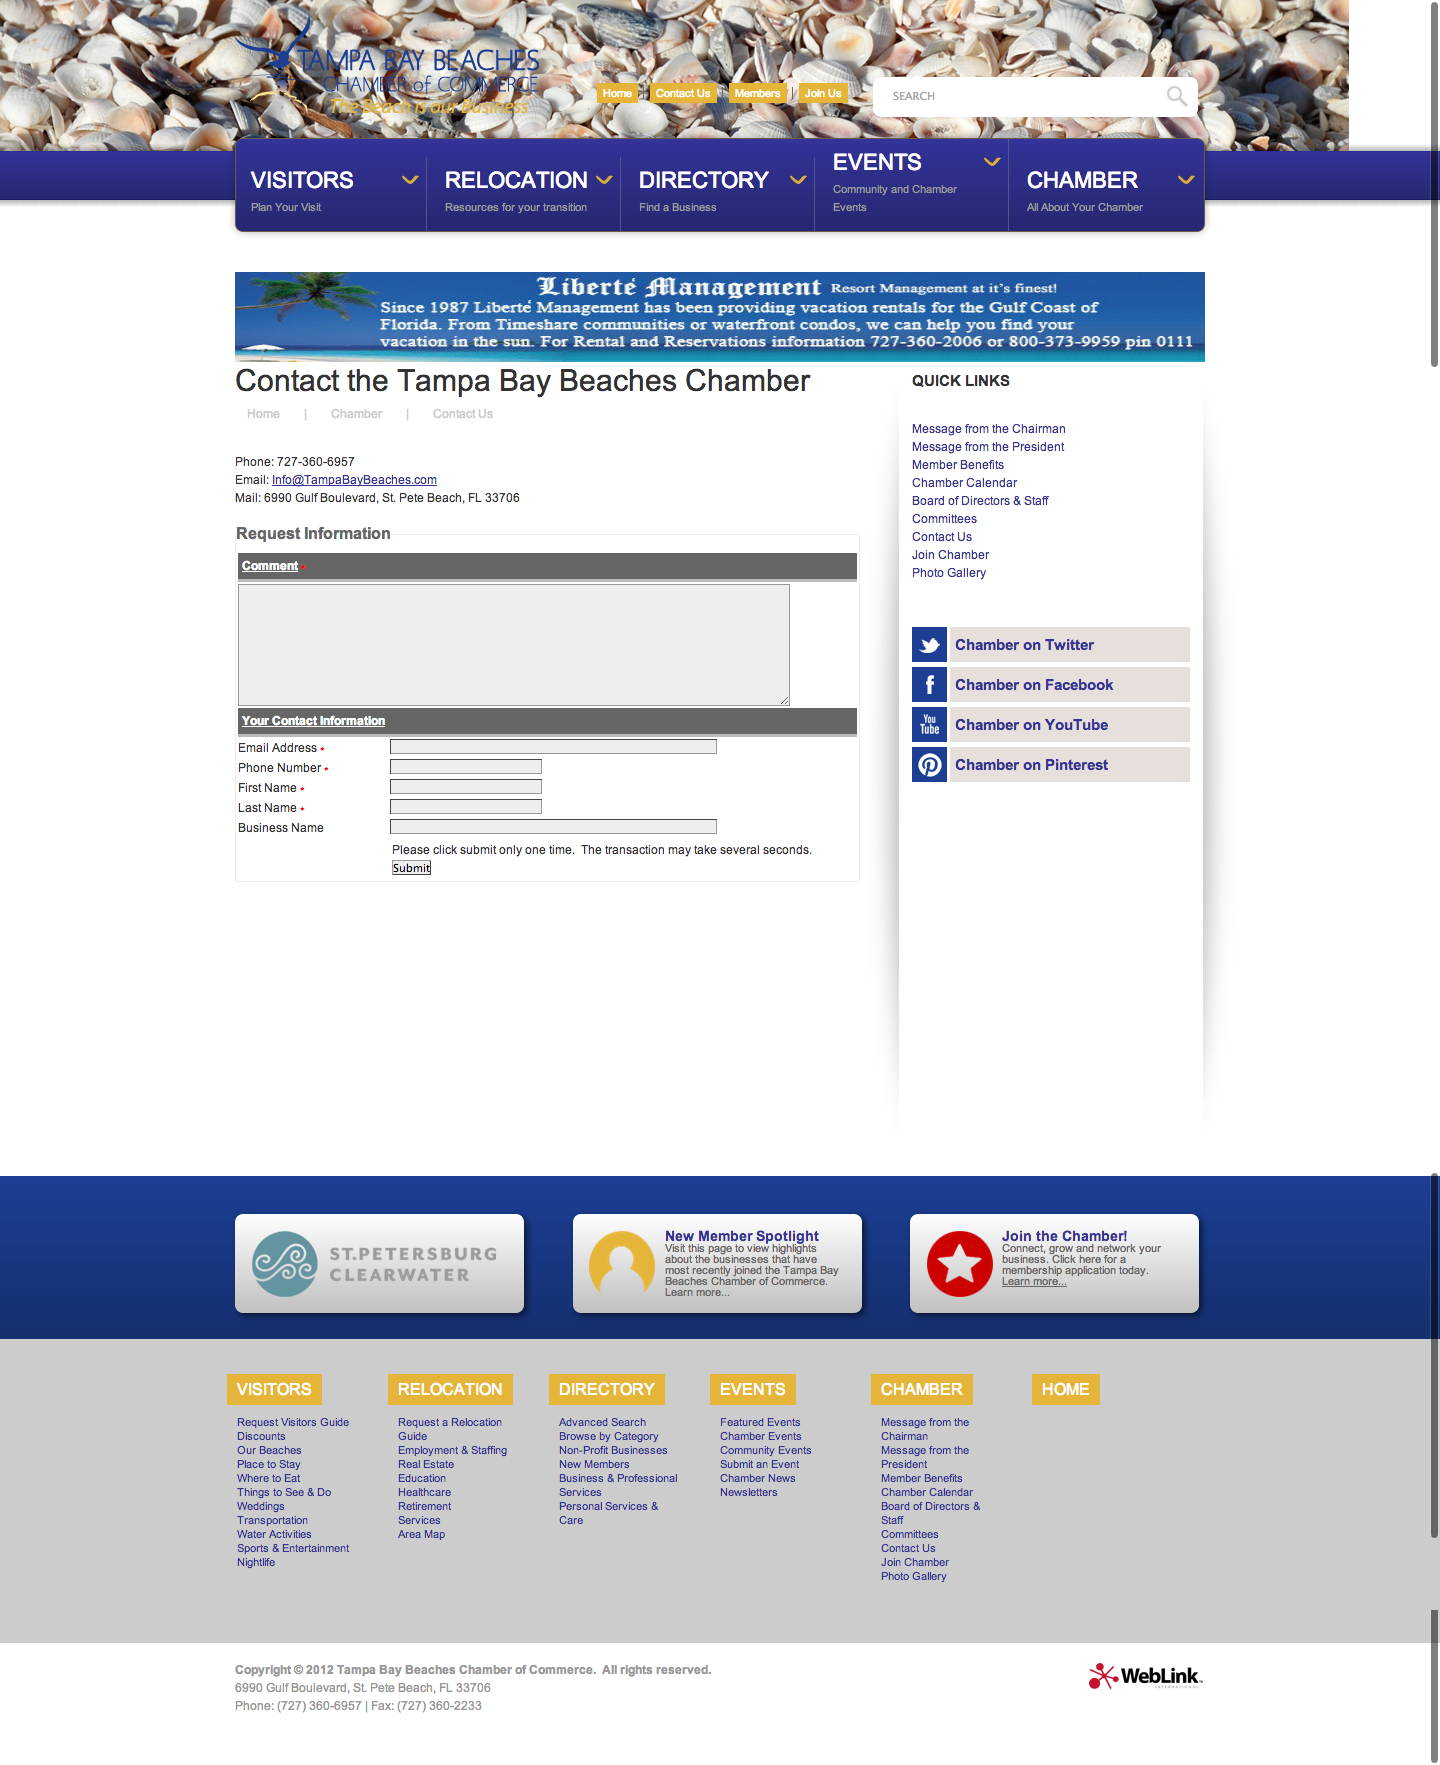 TAMPA BAY BEACHES
CHAMBER of COMMERCE
The Beach is our Business
Home | Contact Us | Members | Join Us
SEARCH
VISITORS
Plan Your Visit
RELOCATION
Resources for your transition
DIRECTORY
Find a Business
EVENTS
Community and Chamber
Events
CHAMBER
All About Your Chamber
Liberté Management Resort Management at it's finest!
Since 1987 Liberté Management has been providing vacation rentals for the Gulf Coast of
Florida. From Timeshare communities or waterfront condos, we can help you find your
vacation in the sun. For Rental and Reservations information 727-360-2006 or 800-373-9959 pin 0111
Contact the Tampa Bay Beaches Chamber
Home | Chamber | Contact Us
Phone: 727-360-6957
Email: Info@TampaBayBeaches.com
Mail: 6990 Gulf Boulevard, St. Pete Beach, FL 33706
Request Information
Comment *
Your Contact Information
Email Address *
Phone Number *
First Name *
Last Name *
Business Name
Please click submit only one time. The transaction may take several seconds.
Submit
QUICK LINKS
Message from the Chairman
Message from the President
Member Benefits
Chamber Calendar
Board of Directors & Staff
Committees
Contact Us
Join Chamber
Photo Gallery
Chamber on Twitter
f Chamber on Facebook
You
Tube
Chamber on YouTube
Chamber on Pinterest
ST.PETERSBURG
CLEARWATER
New Member Spotlight
Visit this page to view highlights
about the businesses that have
most recently joined the Tampa Bay
Beaches Chamber of Commerce.
Learn more...
Join the Chamber!
Connect, grow and network your
business. Click here for a
membership application today.
Learn more...
VISITORS
Request Visitors Guide
Discounts
Our Beaches
Place to Stay
Where to Eat
Things to See & Do
Weddings
Transportation
Water Activities
Sports & Entertainment
Nightlife
RELOCATION
Request a Relocation
Guide
Employment & Staffing
Real Estate
Education
Healthcare
Retirement
Services
Area Map
DIRECTORY
Advanced Search
Browse by Category
Non-Profit Businesses
New Members
Business & Professional
Services
Personal Services &
Care
EVENTS
Featured Events
Chamber Events
Community Events
Submit an Event
Chamber News
Newsletters
CHAMBER
Message from the
Chairman
Message from the
President
Member Benefits
Chamber Calendar
Board of Directors &
Staff
Committees
Contact Us
Join Chamber
Photo Gallery
HOME
Copyright © 2012 Tampa Bay Beaches Chamber of Commerce. All rights reserved.
6990 Gulf Boulevard, St. Pete Beach, FL 33706
Phone: (727) 360-6957 | Fax: (727) 360-2233
WebLink
INTERNATIONAL